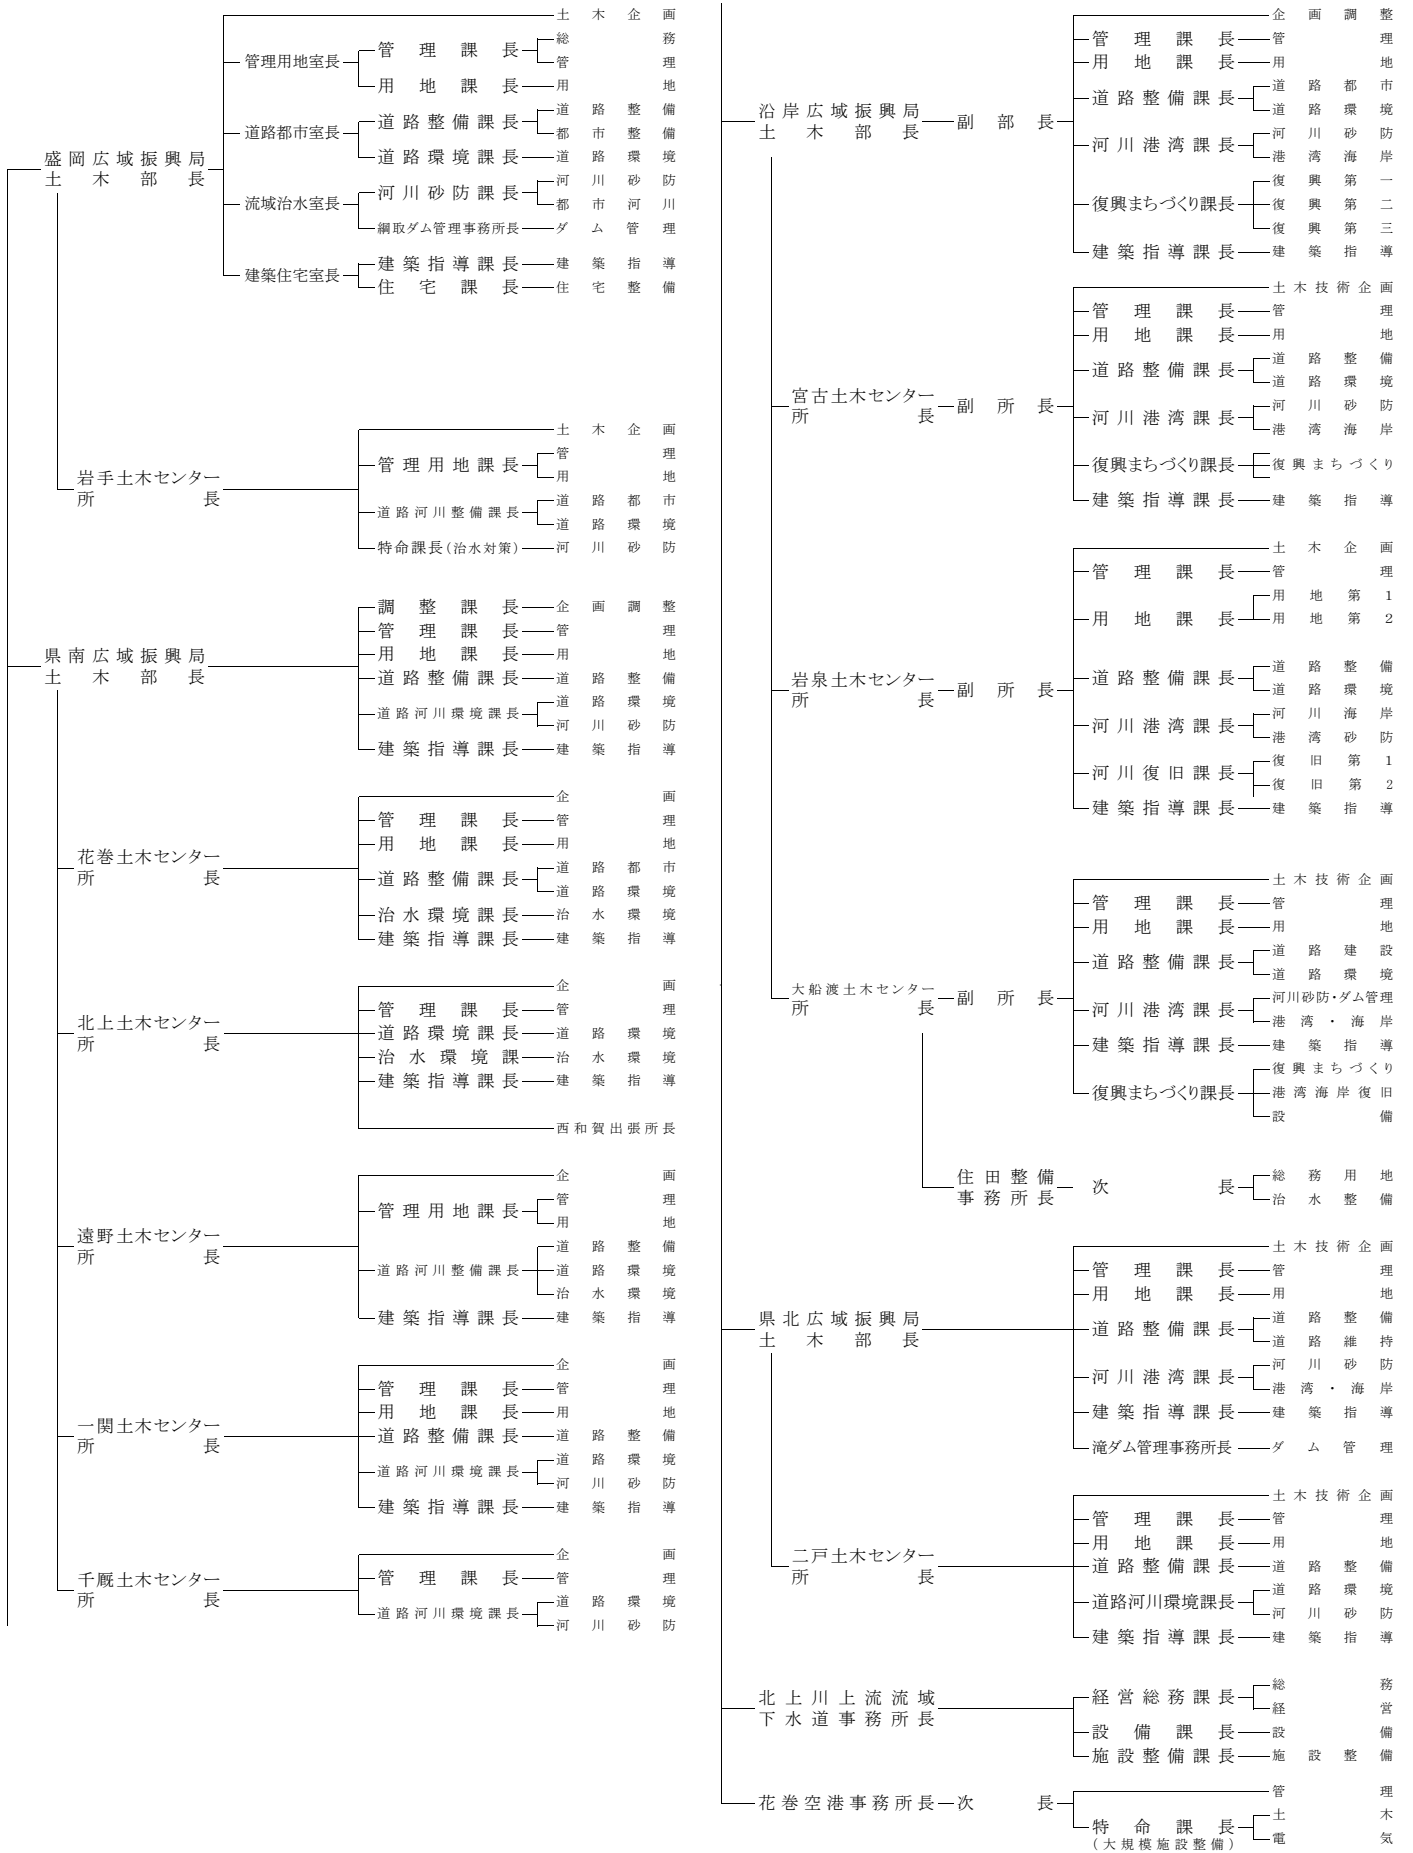 土木企画
管理用地室長 管理課長 総務
管理
用地課長 用地
道路都市室長 道路整備課長 道路整備
都市整備
道路環境課長 道路環境
盛岡広域振興局
土木部長
流域治水室長 河川砂防課長 河川砂防
都市河川
綱取ダム管理事務所長 ダム管理
建築住宅室長 建築指導課長 建築指導
住宅課長 住宅整備
岩手土木センター
所長
土木企画
管理用地課長 管理
用地
道路河川整備課長 道路都市
道路環境
特命課長(治水対策) 河川砂防
県南広域振興局
土木部長
調整課長 企画調整
管理課長 管理
用地課長 用地
道路整備課長 道路整備
道路河川環境課長 道路環境
河川砂防
建築指導課長 建築指導
花巻土木センター
所長
企画
管理課長 管理
用地課長 用地
道路整備課長 道路都市
道路環境
治水環境課長 治水環境
建築指導課長 建築指導
北上土木センター
所長
企画
管理課長 管理
道路環境課長 道路環境
治水環境課 治水環境
建築指導課長 建築指導
西和賀出張所長
遠野土木センター
所長
企画
管理用地課長 管理
用地
道路河川整備課長 道路整備
道路環境
治水環境
建築指導課長 建築指導
一関土木センター
所長
企画
管理課長 管理
用地課長 用地
道路整備課長 道路整備
道路河川環境課長 道路環境
河川砂防
建築指導課長 建築指導
千厩土木センター
所長
企画
管理課長 管理
道路河川環境課長 道路環境
河川砂防
沿岸広域振興局
土木部長
副部長
企画調整
管理課長 管理
用地課長 用地
道路整備課長 道路都市
道路環境
河川港湾課長 河川砂防
港湾海岸
復興まちづくり課長 復興第一
復興第二
復興第三
建築指導課長 建築指導
宮古土木センター
所長
副所長
土木技術企画
管理課長 管理
用地課長 用地
道路整備課長 道路整備
道路環境
河川港湾課長 河川砂防
港湾海岸
復興まちづくり課長 復興まちづくり
建築指導課長 建築指導
岩泉土木センター
所長
副所長
土木企画
管理課長 管理
用地課長 用地第1
用地第2
道路整備課長 道路整備
道路環境
河川港湾課長 河川海岸
港湾砂防
河川復旧課長 復旧第1
復旧第2
建築指導課長 建築指導
大船渡土木センター
所長
副所長
土木技術企画
管理課長 管理
用地課長 用地
道路整備課長 道路建設
道路環境
河川港湾課長 河川砂防・ダム管理
港湾・海岸
建築指導課長 建築指導
復興まちづくり課長 復興まちづくり
港湾海岸復旧
設備
住田整備
事務所長
次長 総務用地
治水整備
県北広域振興局
土木部長
土木技術企画
管理課長 管理
用地課長 用地
道路整備課長 道路整備
道路維持
河川港湾課長 河川砂防
港湾・海岸
建築指導課長 建築指導
滝ダム管理事務所長 ダム管理
二戸土木センター
所長
土木技術企画
管理課長 管理
用地課長 用地
道路整備課長 道路整備
道路河川環境課長 道路環境
河川砂防
建築指導課長 建築指導
北上川上流流域
下水道事務所長
経営総務課長 総務
経営
設備課長 設備
施設整備課長 施設整備
花巻空港事務所長 次長
管理
特命課長 土木
(大規模施設整備) 電気